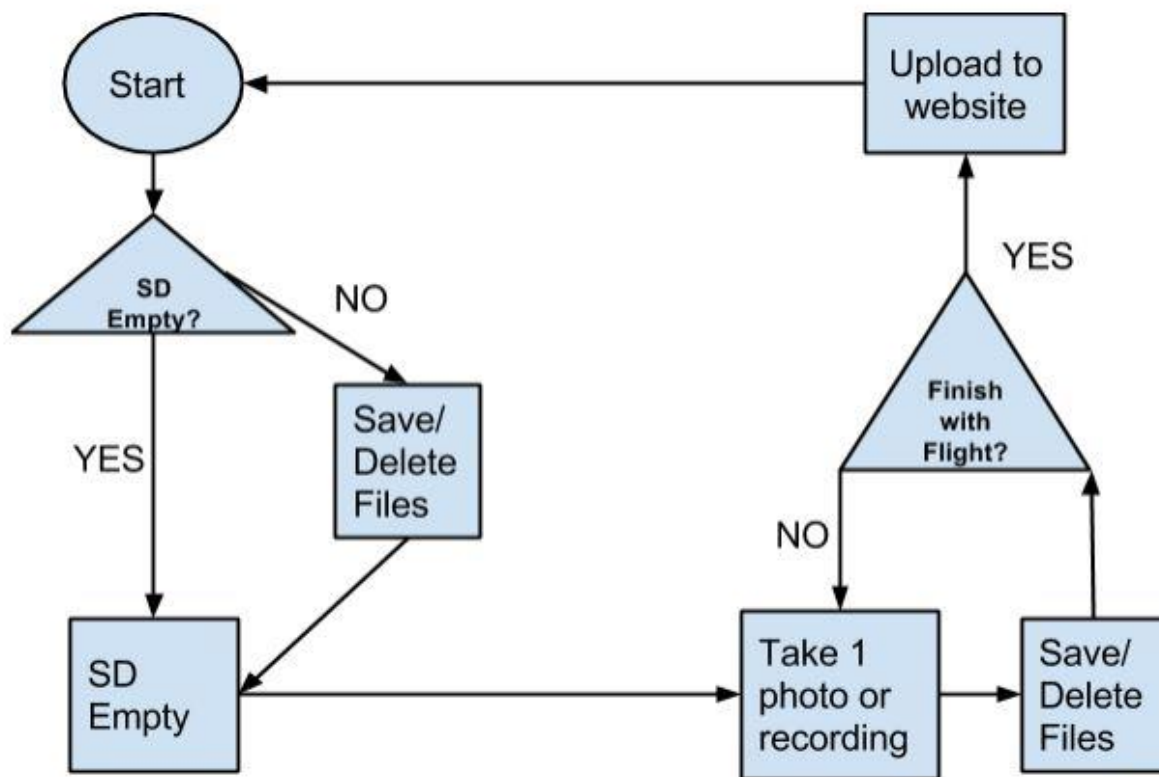 Start
Upload to
website
SD
Empty?
NO
YES
Save/
Delete
Files
SD
Empty
YES
Finish
with
Flight?
NO
Take 1
photo or
recording
Save/
Delete
Files